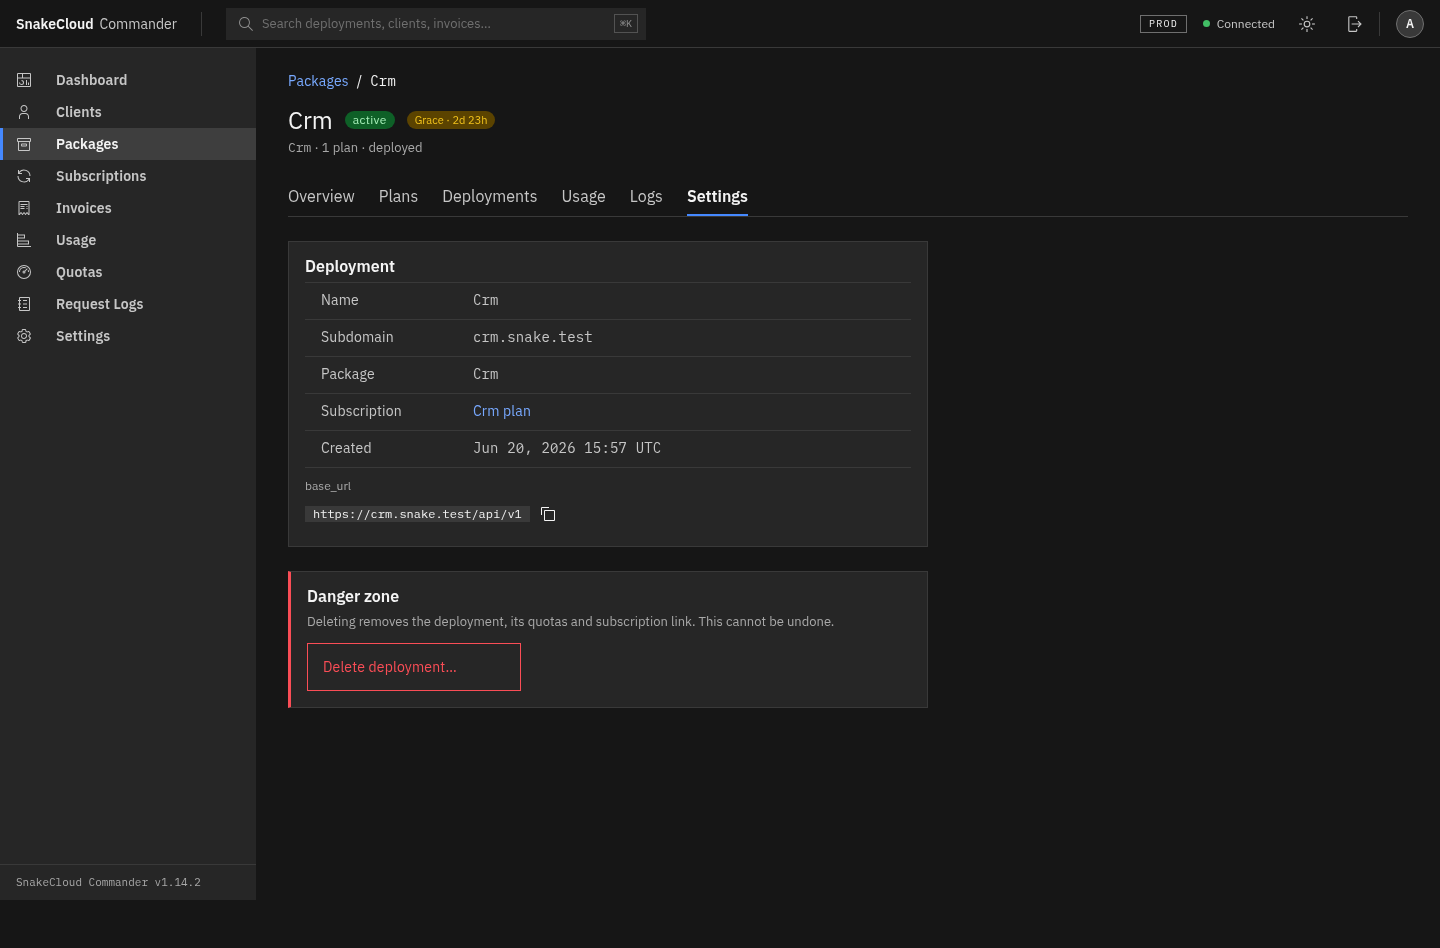 SnakeCloud Commander
Search deployments, clients, invoices...
⌘K
PROD
Connected
A
Dashboard
Clients
Packages
Subscriptions
Invoices
Usage
Quotas
Request Logs
Settings
SnakeCloud Commander v1.14.2
Packages / Crm
Crm active Grace · 2d 23h
Crm · 1 plan · deployed
Overview Plans Deployments Usage Logs Settings
Deployment
Name Crm
Subdomain crm.snake.test
Package Crm
Subscription Crm plan
Created Jun 20, 2026 15:57 UTC
base_url
https://crm.snake.test/api/v1
Danger zone
Deleting removes the deployment, its quotas and subscription link. This cannot be undone.
Delete deployment...